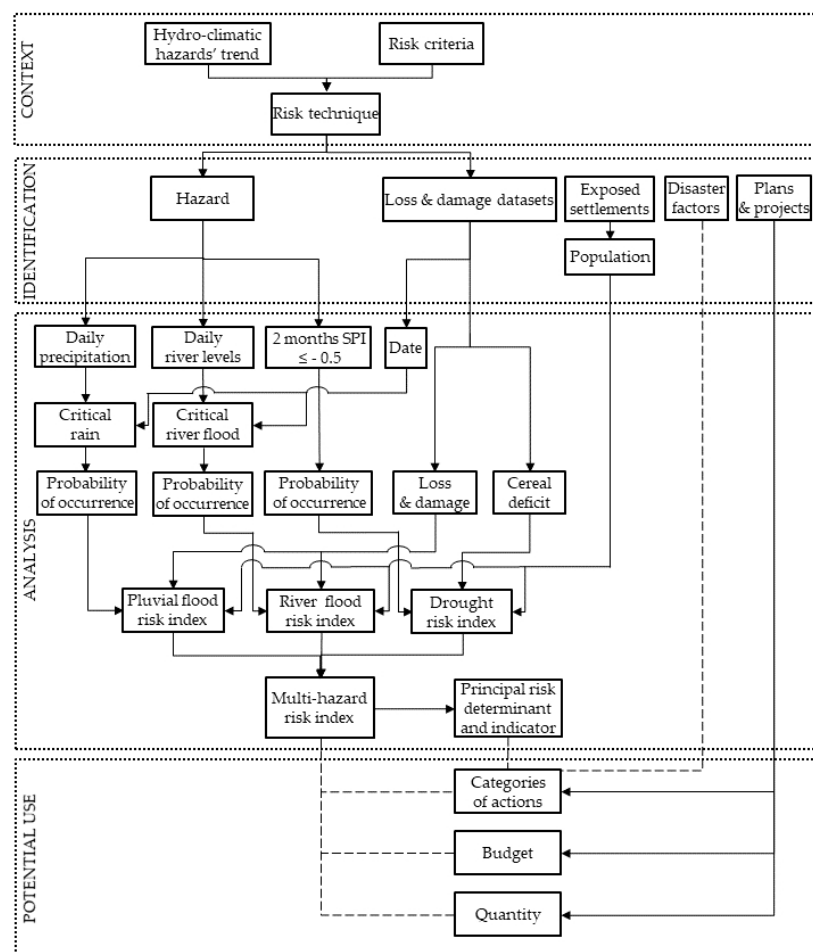 CONTEXT
Hydro-climatic
hazards' trend
Risk criteria
Risk technique
IDENTIFICATION
Hazard
Loss & damage datasets
Exposed
settlements
Disaster
factors
Plans
& projects
Population
ANALYSIS
Daily
precipitation
Daily
river levels
2 months SPI
≤ - 0.5
Date
Critical
rain
Critical
river flood
Probability
of occurrence
Probability
of occurrence
Probability
of occurrence
Loss
& damage
Cereal
deficit
Pluvial flood
risk index
River flood
risk index
Drought
risk index
Multi-hazard
risk index
Principal risk
determinant
and indicator
POTENTIAL USE
Categories
of actions
Budget
Quantity